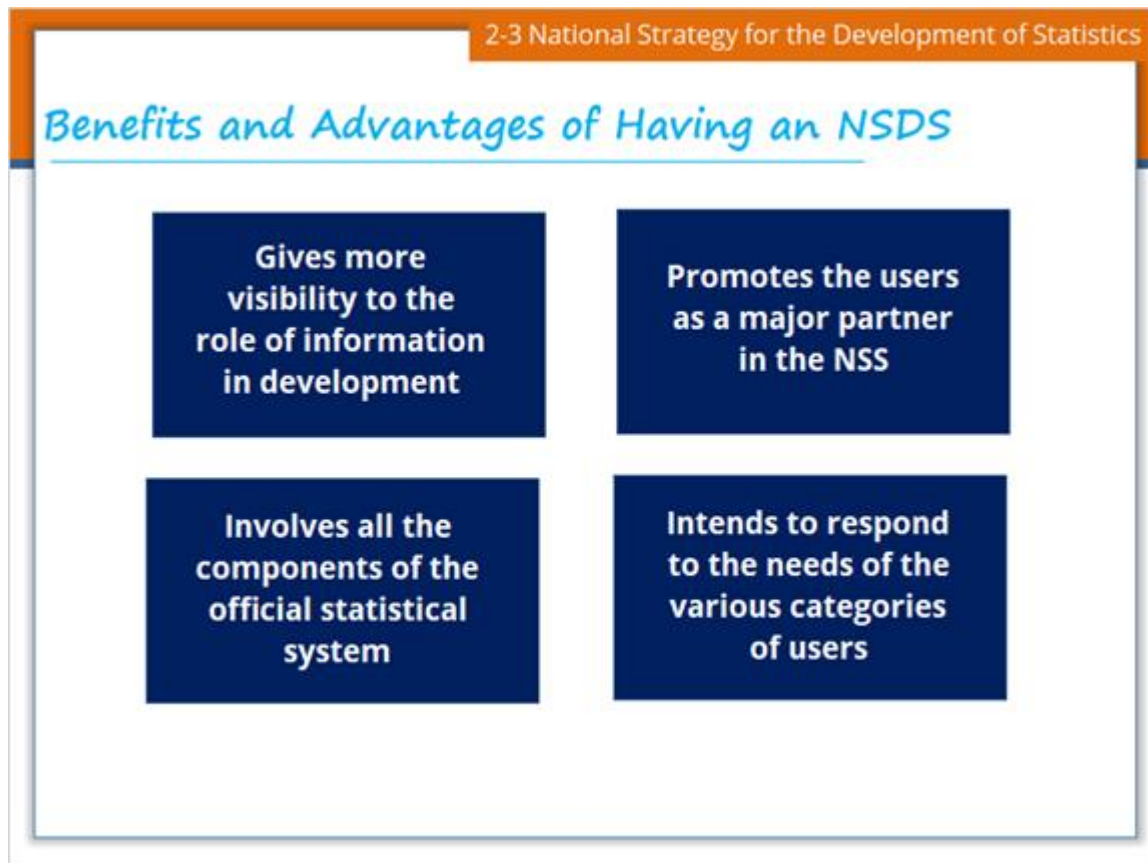 2-3 National Strategy for the Development of Statistics
Benefits and Advantages of Having an NSDS
Gives more
visibility to the
role of information
in development
Promotes the users
as a major partner
in the NSS
Involves all the
components of the
official statistical
system
Intends to respond
to the needs of the
various categories
of users